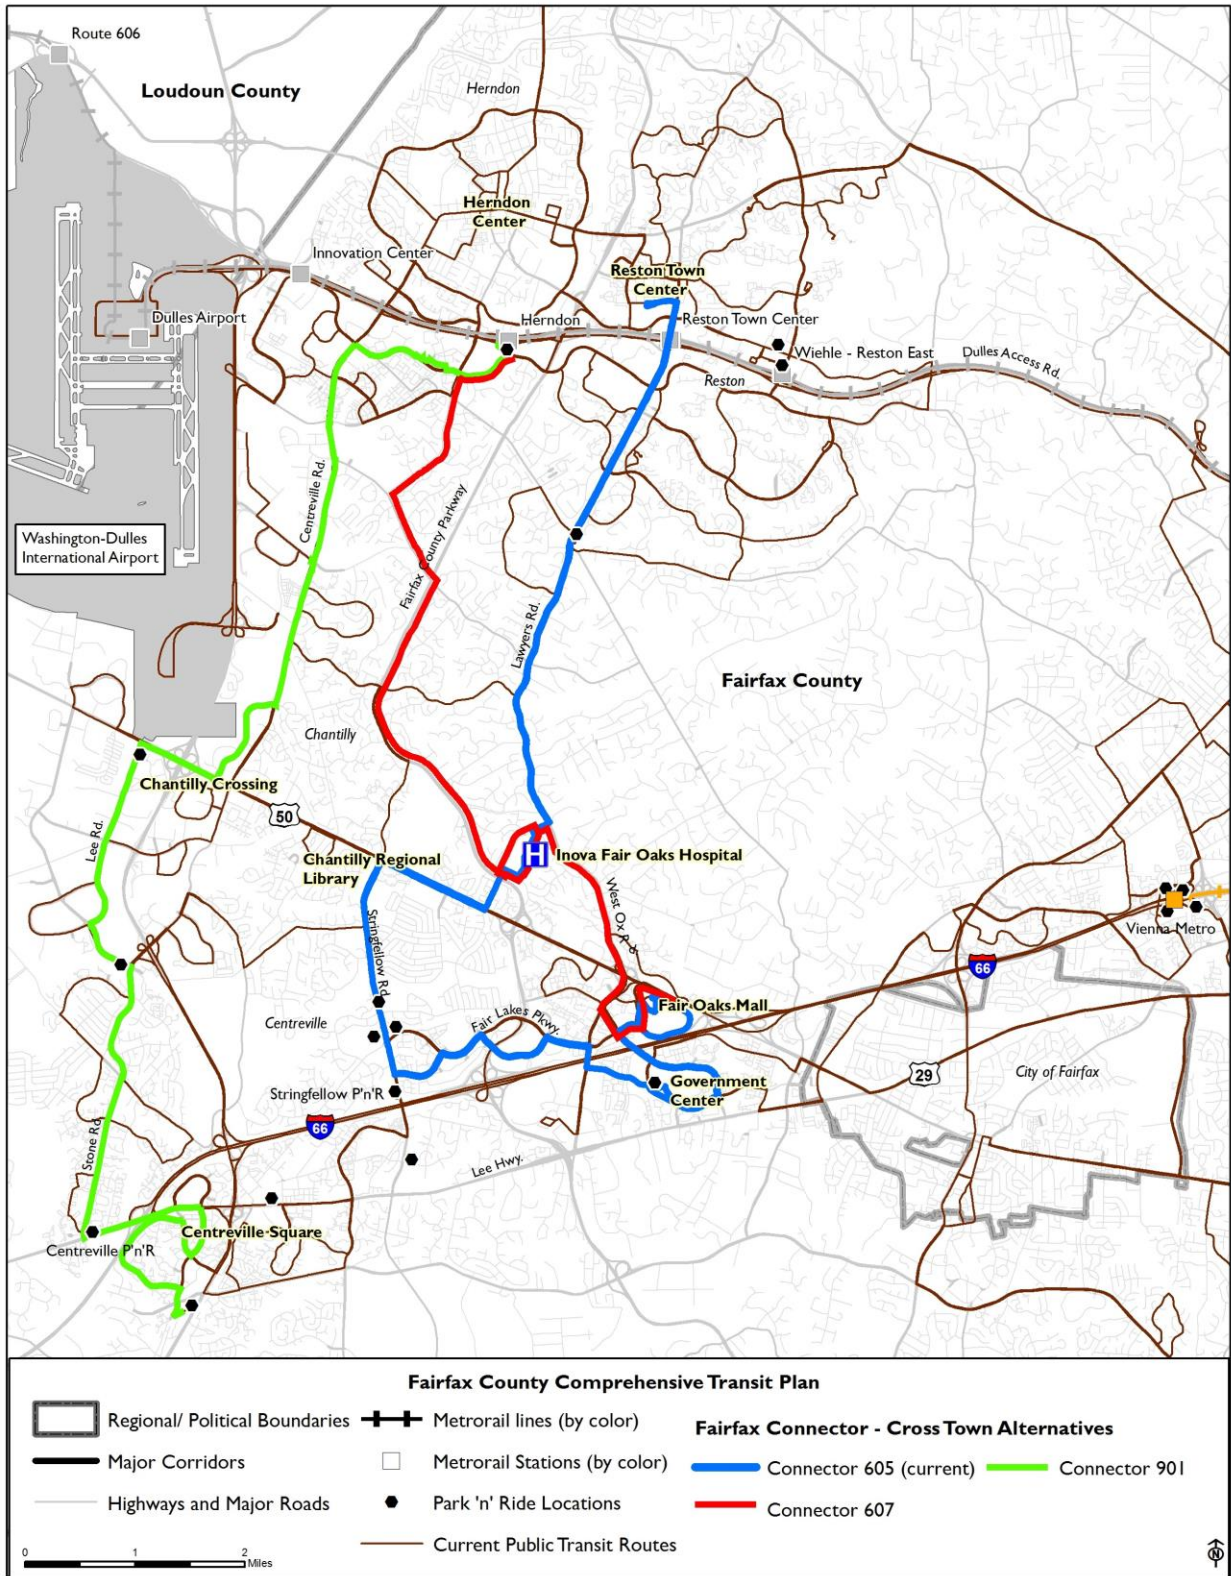 Route 606
Loudoun County
Herndon
Herndon
Center
Innovation Center
Reston Town
Center
Dulles Airport
Herndon
Reston Town Center
Wiehle - Reston East
Dulles Access Rd.
Reston
Centreville Rd.
Fairfax County Parkway
Washington-Dulles
International Airport
Lawyers Rd.
Fairfax County
Chantilly
Chantilly Crossing
50
Lee Rd.
Chantilly Regional
Library
H
Inova Fair Oaks Hospital
West Ox Rd.
Stringfellow Rd.
Vienna Metro
66
Fair Oaks Mall
Centreville
Fair Lakes Pkwy.
Government
Center
29
City of Fairfax
Stringfellow P'n'R
66
Stone Rd.
Lee Hwy.
Centreville Square
Centreville P'n'R
Fairfax County Comprehensive Transit Plan
Regional/ Political Boundaries
Metrorail lines (by color)
Fairfax Connector - Cross Town Alternatives
Major Corridors
Metrorail Stations (by color)
Connector 605 (current)
Connector 901
Highways and Major Roads
Park 'n' Ride Locations
Connector 607
Current Public Transit Routes
0 1 2
Miles
N